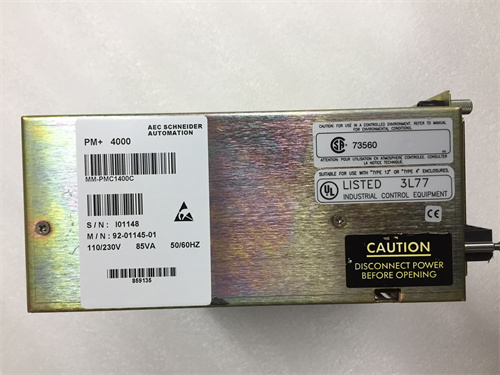 AEC SCHNEIDER
AUTOMATION
PM+ 4000
MM-PMC1400C
S/N: I01148
M/N: 92-01145-01
110/230V 85VA 50/60HZ
859135
CAUTION: FOR USE IN A CONTROLLED ENVIRONMENT. REFER TO MANUAL
FOR ENVIRONMENTAL CONDITIONS.
73560
ATTENTION: POUR UTILISATION EN ATMOSPHERE CONTROLEE. CONSULTER
LA NOTICE TECHNIQUE.
SUITABLE FOR USE WITH "TYPE 12" OR "TYPE 4" ENCLOSURES.
UL LISTED 3L77
INDUSTRIAL CONTROL EQUIPMENT
CE
CAUTION
DISCONNECT POWER
BEFORE OPENING